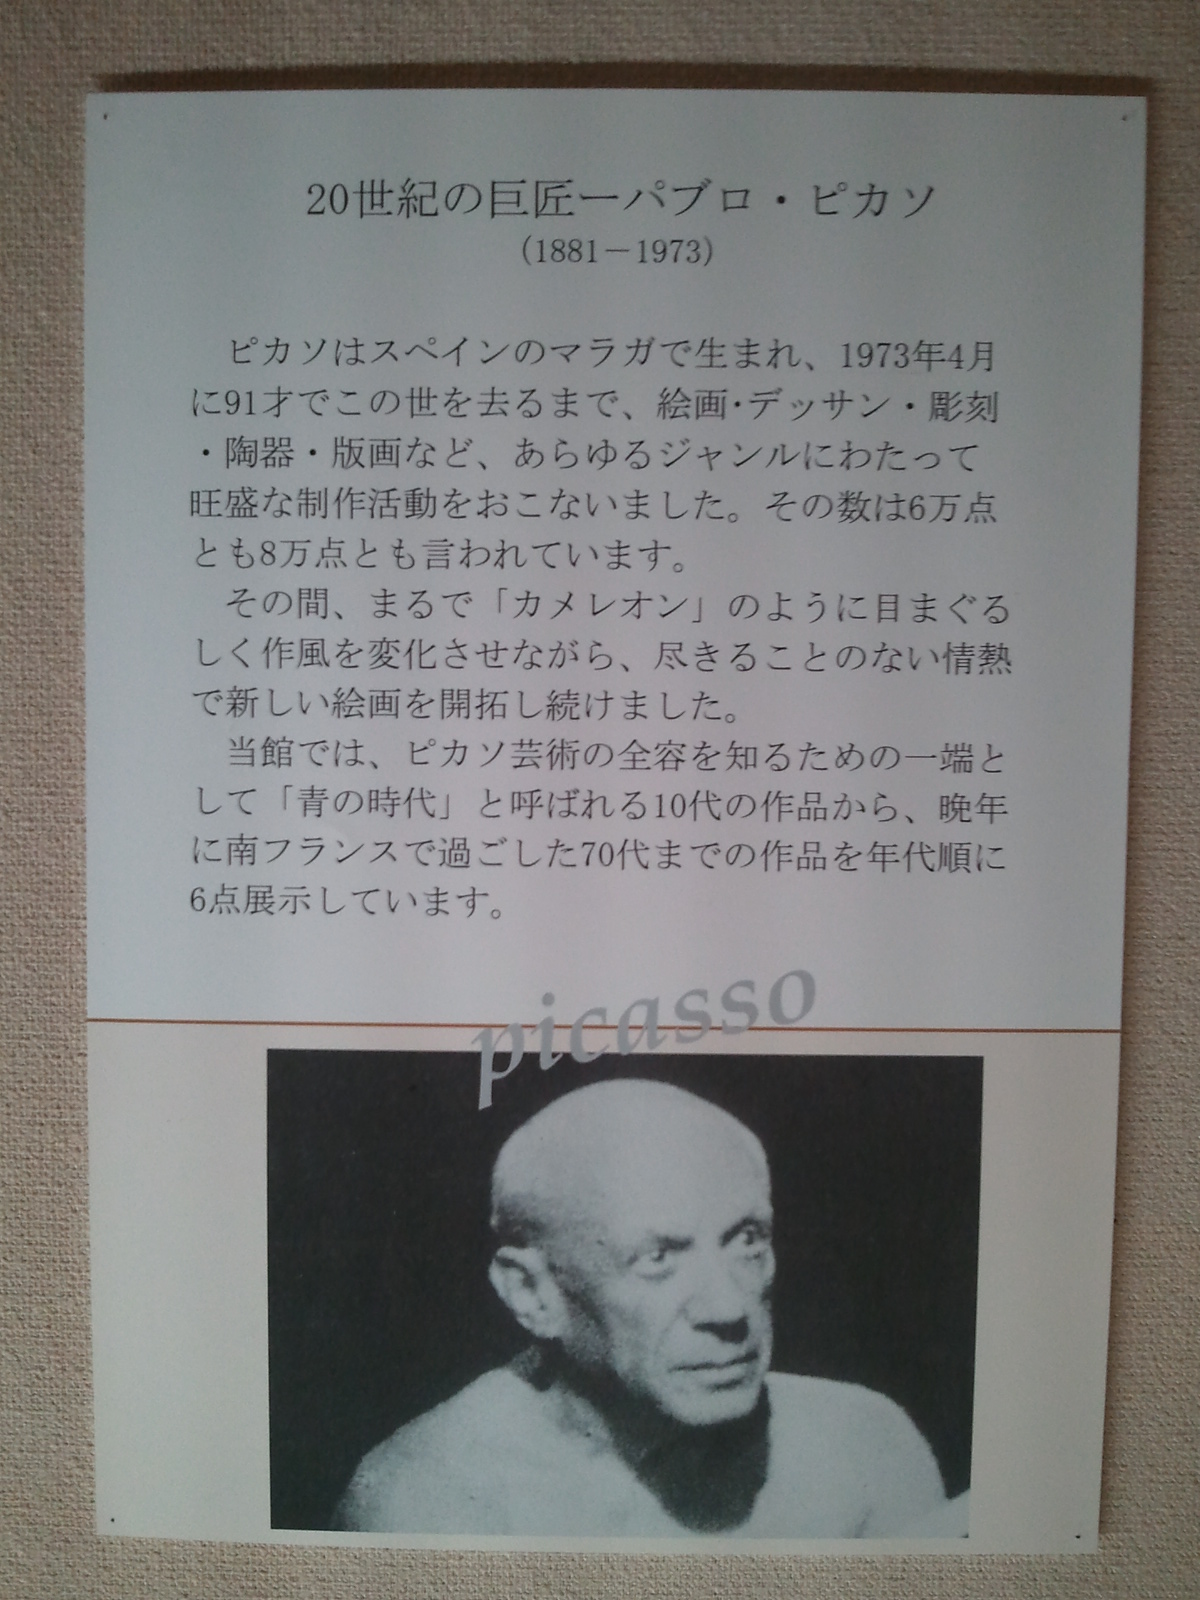 20世紀の巨匠ーパブロ・ピカソ
(1881－1973)
ピカソはスペインのマラガで生まれ、1973年4月
に91才でこの世を去るまで、絵画･デッサン・彫刻
・陶器・版画など、あらゆるジャンルにわたって
旺盛な制作活動をおこないました。その数は6万点
とも8万点とも言われています。
その間、まるで「カメレオン」のように目まぐる
しく作風を変化させながら、尽きることのない情熱
で新しい絵画を開拓し続けました。
当館では、ピカソ芸術の全容を知るための一端と
して「青の時代」と呼ばれる10代の作品から、晩年
に南フランスで過ごした70代までの作品を年代順に
6点展示しています。
picasso